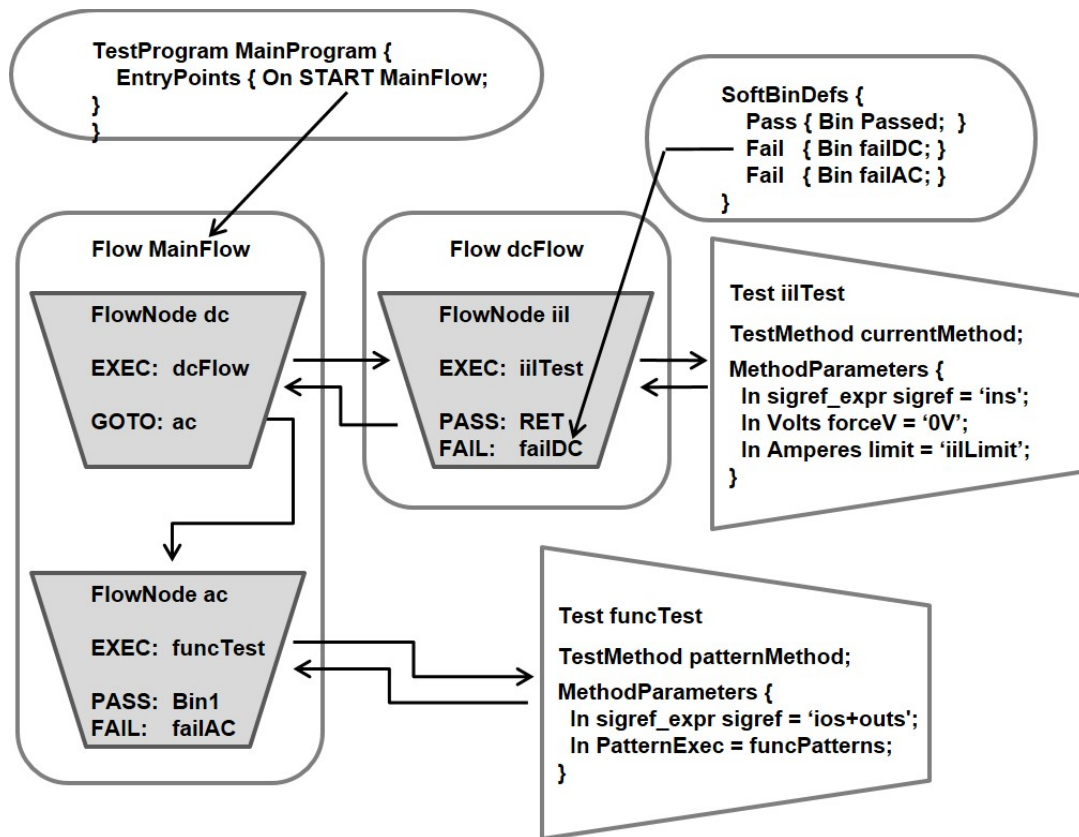 TestProgram MainProgram {
EntryPoints { On START MainFlow;
}
}
SoftBinDefs {
Pass { Bin Passed; }
Fail { Bin failDC; }
Fail { Bin failAC; }
}
Flow MainFlow
FlowNode dc
EXEC: dcFlow
GOTO: ac
Flow dcFlow
FlowNode iil
EXEC: iilTest
PASS: RET
FAIL: failDC
Test iilTest
TestMethod currentMethod;
MethodParameters {
In sigref_expr sigref = ‘ins';
In Volts forceV = ‘0V’;
In Amperes limit = ‘iilLimit’;
}
FlowNode ac
EXEC: funcTest
PASS: Bin1
FAIL: failAC
Test funcTest
TestMethod patternMethod;
MethodParameters {
In sigref_expr sigref = ‘ios+outs';
In PatternExec = funcPatterns;
}